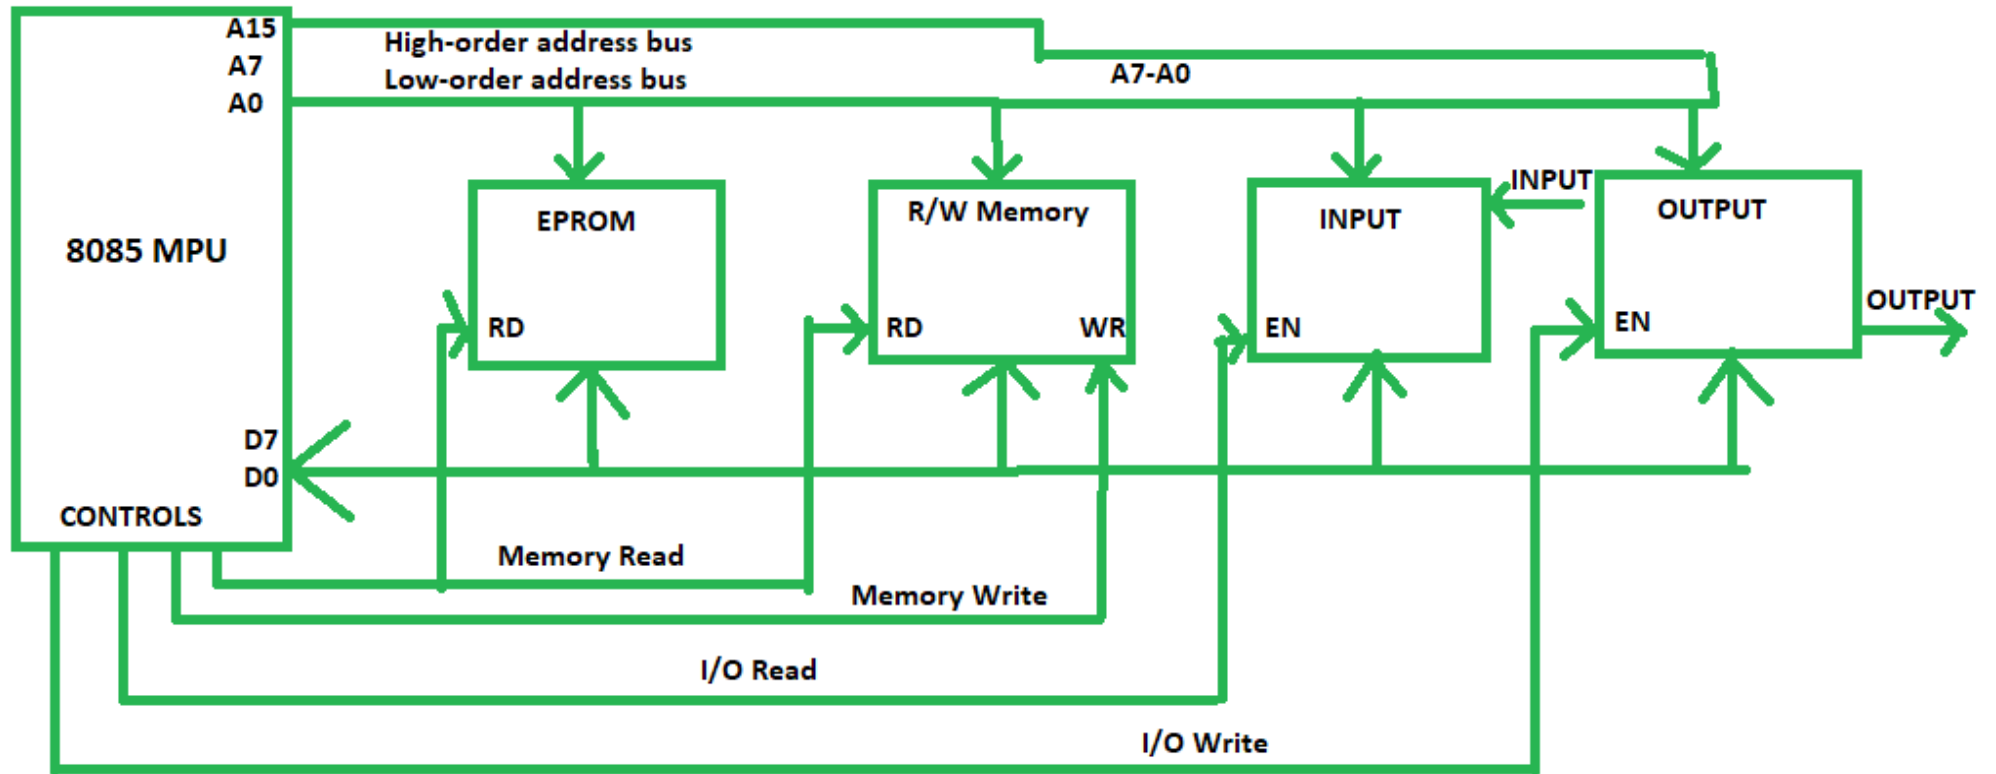 A15
High-order address bus
A7
Low-order address bus
A7-A0
A0
INPUT
EPROM
R/W Memory
INPUT
OUTPUT
8085 MPU
OUTPUT
RD
RD
WR
EN
EN
D7
D0
CONTROLS
Memory Read
Memory Write
I/O Read
I/O Write